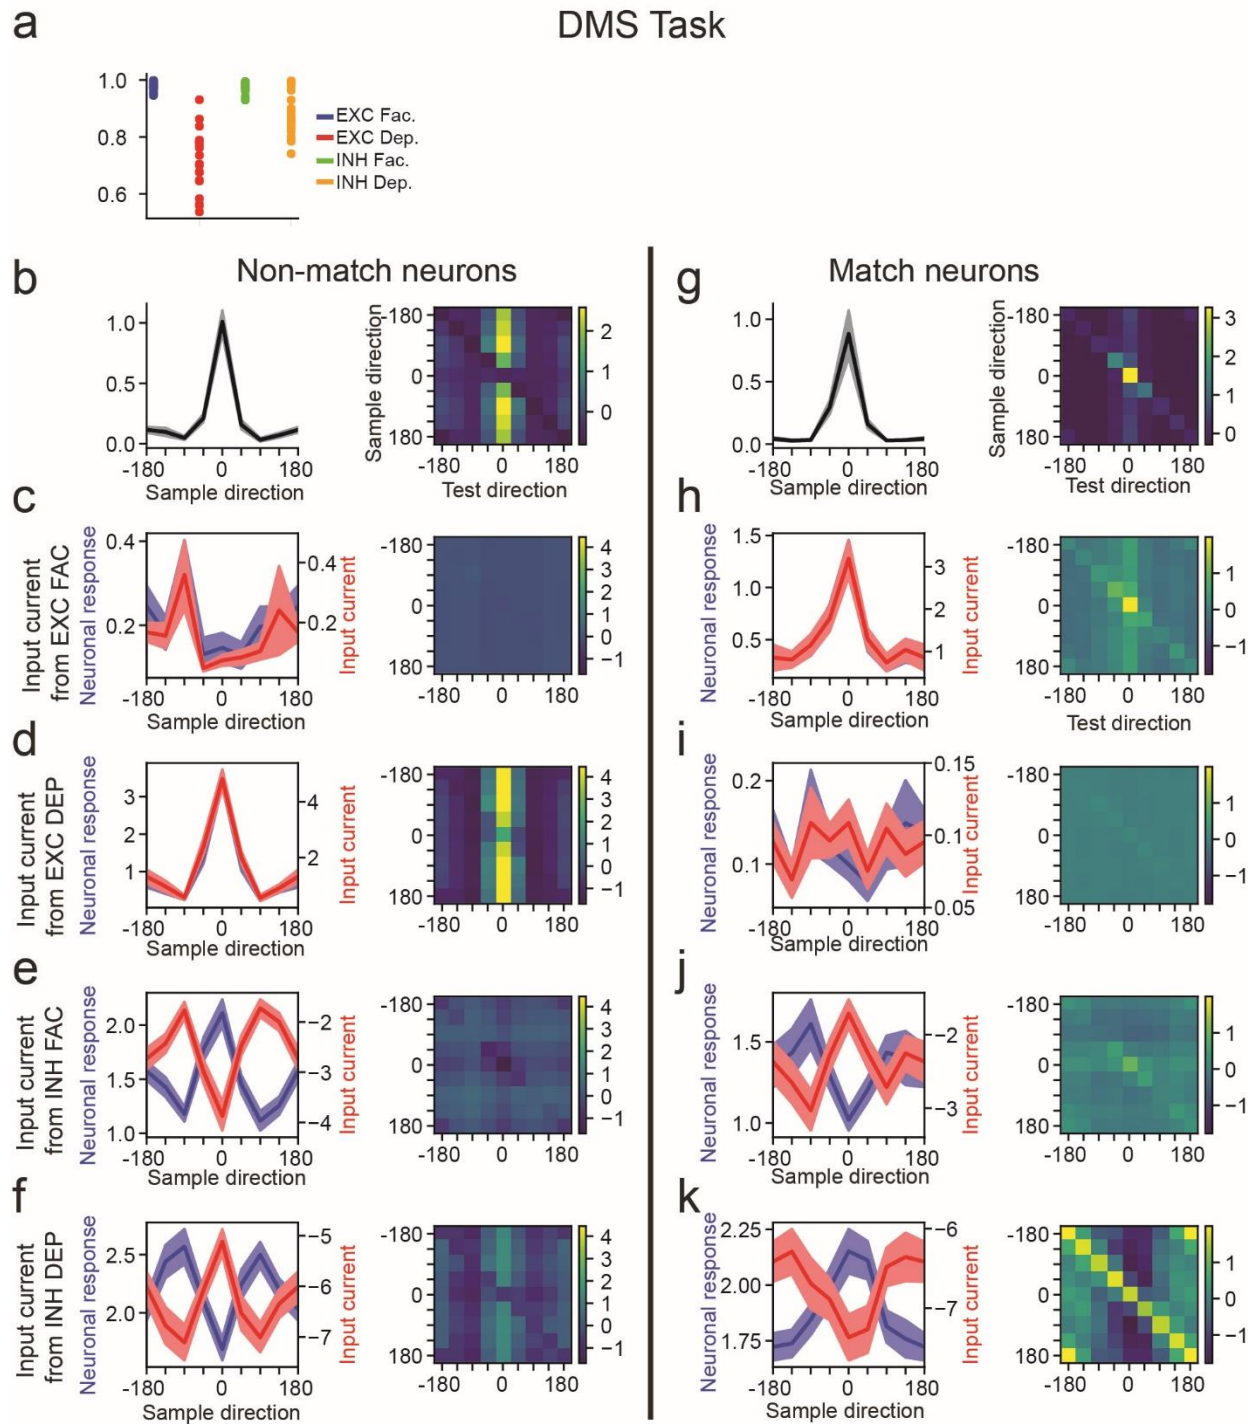 a
DMS Task
1.0
0.8
0.6
EXC Fac.
EXC Dep.
INH Fac.
INH Dep.
b
Non-match neurons
1.0
0.5
0.0
-180 0 180
Sample direction
Sample direction
-180
0
180
-180 0 180
Test direction
2
1
0
c
Input current
from EXC FAC
Neuronal response
0.4
0.2
0.4
0.2
Input current
-180 0 180
Sample direction
-180
0
180
-180 0 180
4
3
2
1
0
−1
d
Input current
from EXC DEP
Neuronal response
3
2
1
4
2
Input current
-180 0 180
Sample direction
-180
0
180
-180 0 180
4
3
2
1
0
−1
e
Input current
from INH FAC
Neuronal response
2.0
1.5
1.0
−2
−3
−4
Input current
-180 0 180
Sample direction
-180
0
180
-180 0 180
4
3
2
1
0
−1
f
Input current
from INH DEP
Neuronal response
2.5
2.0
−5
−6
−7
Input current
-180 0 180
Sample direction
-180
0
180
-180 0 180
4
3
2
1
0
−1
g
Match neurons
1.0
0.5
0.0
-180 0 180
Sample direction
Sample direction
-180
0
180
-180 0 180
Test direction
3
2
1
0
h
Neuronal response
1.5
1.0
0.5
3
2
1
Input current
-180 0 180
Sample direction
-180
0
180
-180 0 180
Test direction
1
0
−1
i
Neuronal response
0.2
0.1
0.15
0.10
0.05
Input current
-180 0 180
Sample direction
-180
0
180
-180 0 180
1
0
−1
j
Neuronal response
1.5
1.0
−2
−3
Input current
-180 0 180
Sample direction
-180
0
180
-180 0 180
1
0
−1
k
Neuronal response
2.25
2.00
1.75
−6
−7
Input current
-180 0 180
Sample direction
-180
0
180
-180 0 180
1
0
−1